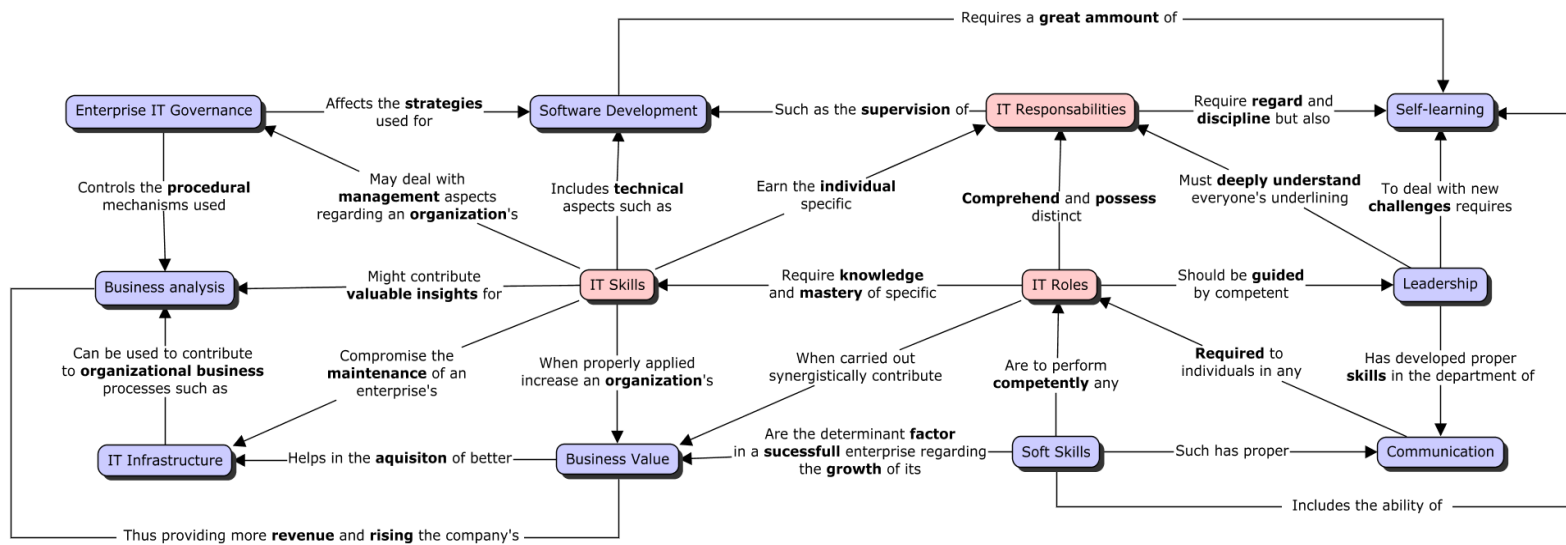 Requires a great ammount of
Enterprise IT Governance
Affects the strategies
used for
Software Development
Such as the supervision of
IT Responsabilities
Require regard and
discipline but also
Self-learning
Controls the procedural
mechanisms used
May deal with
management aspects
regarding an organization's
Includes technical
aspects such as
Earn the individual
specific
Comprehend and possess
distinct
Must deeply understand
everyone's underlining
To deal with new
challenges requires
Business analysis
Might contribute
valuable insights for
IT Skills
Require knowledge
and mastery of specific
IT Roles
Should be guided
by competent
Leadership
Can be used to contribute
to organizational business
processes such as
Compromise the
maintenance of an
enterprise's
When properly applied
increase an organization's
When carried out
synergistically contribute
Are to perform
competently any
Required to
individuals in any
Has developed proper
skills in the department of
IT Infrastructure
Helps in the aquisiton of better
Business Value
Are the determinant factor
in a sucessfull enterprise regarding
the growth of its
Soft Skills
Such has proper
Communication
Includes the ability of
Thus providing more revenue and rising the company's